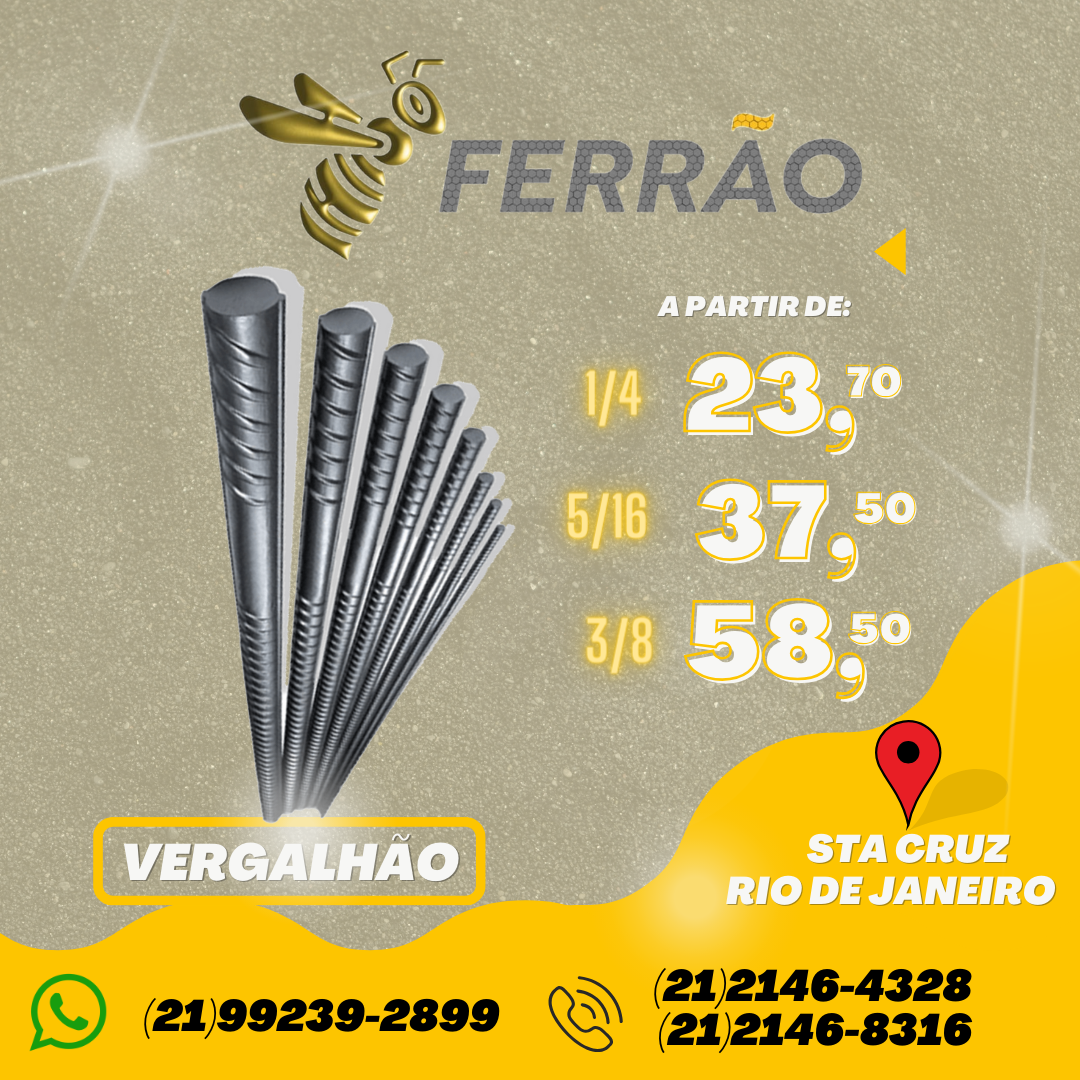 FERRÃO
A PARTIR DE:
1/4 23,70
5/16 37,50
3/8 58,50
VERGALHÃO
STA CRUZ
RIO DE JANEIRO
(21)99239-2899
(21)2146-4328
(21)2146-8316